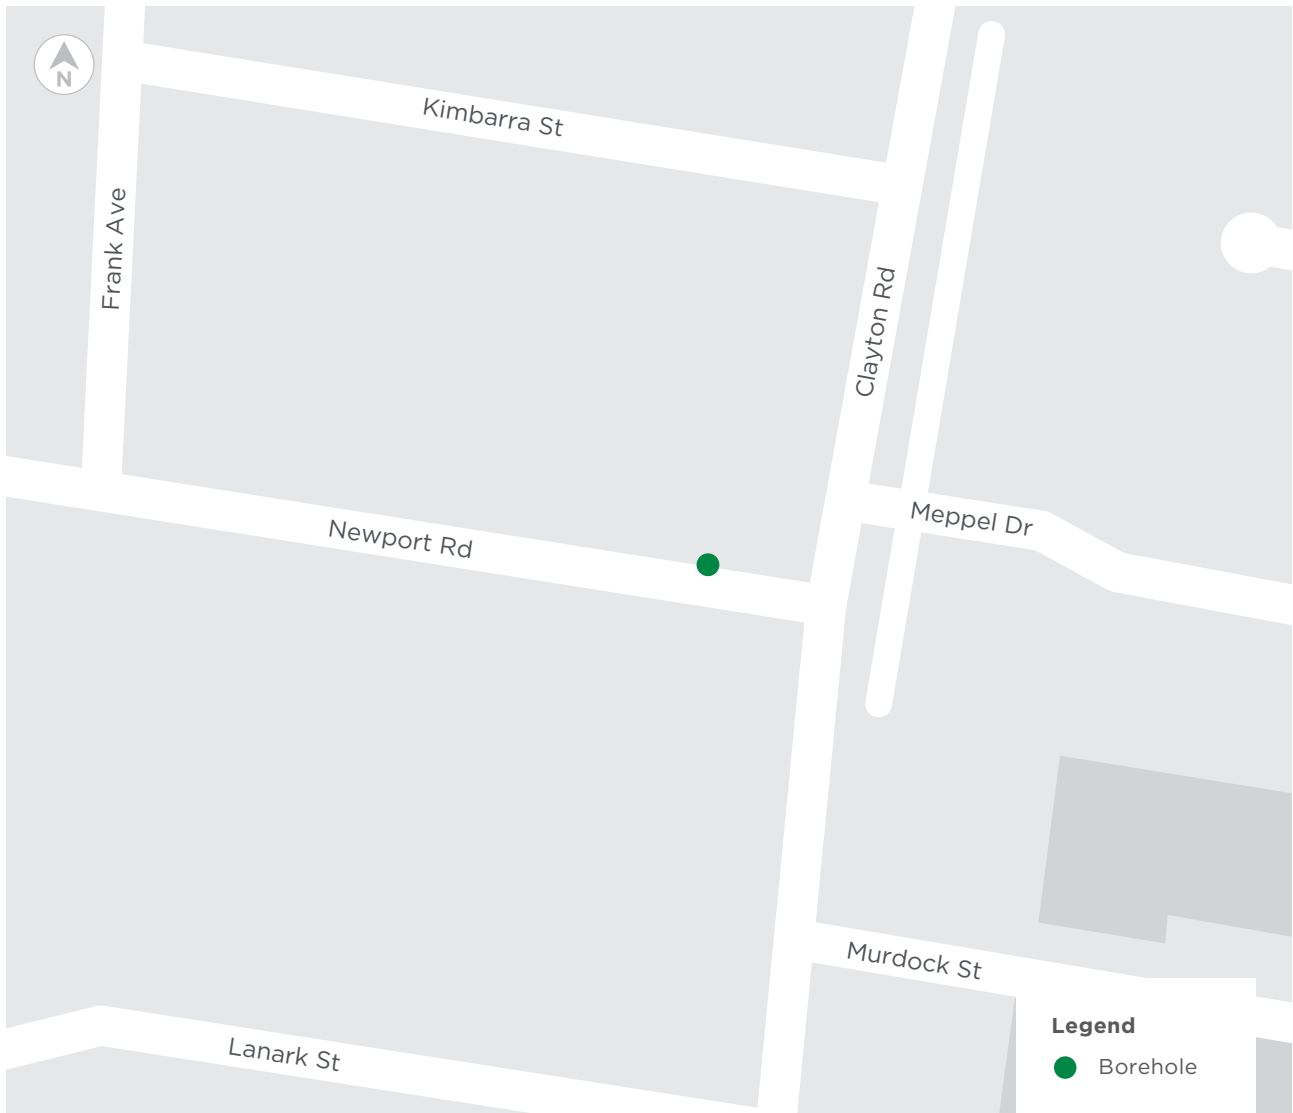 N
Kimbarra St
Frank Ave
Clayton Rd
Meppel Dr
Newport Rd
Murdock St
Lanark St
Legend
Borehole